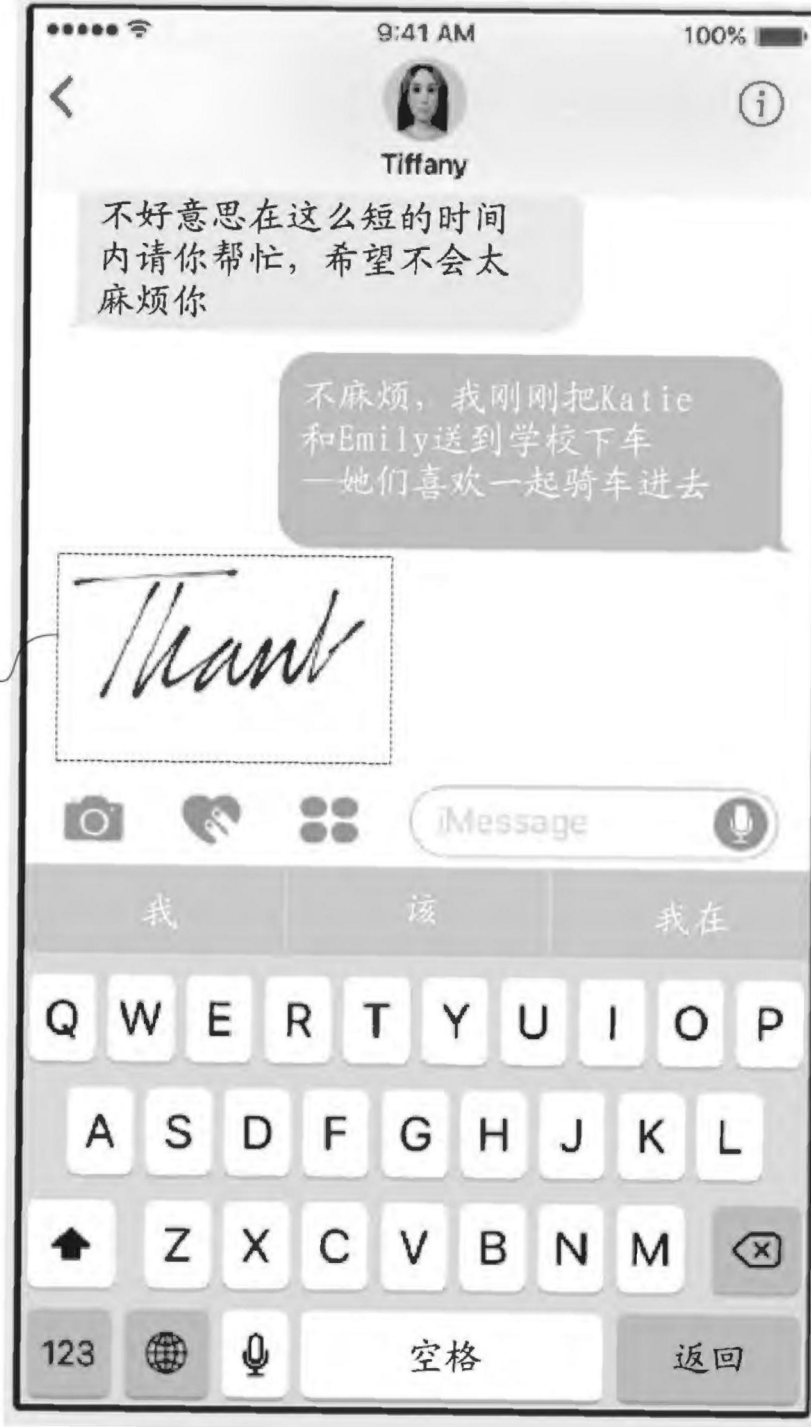 9:41 AM
100%
Tiffany
不好意思在这么短的时间
内请你帮忙，希望不会太
麻烦你
不麻烦，我刚刚把Katie
和Emily送到学校下车
—她们喜欢一起骑车进去
Thank
iMessage
我 该 我在
Q W E R T Y U I O P
A S D F G H J K L
Z X C V B N M
123 空格 返回